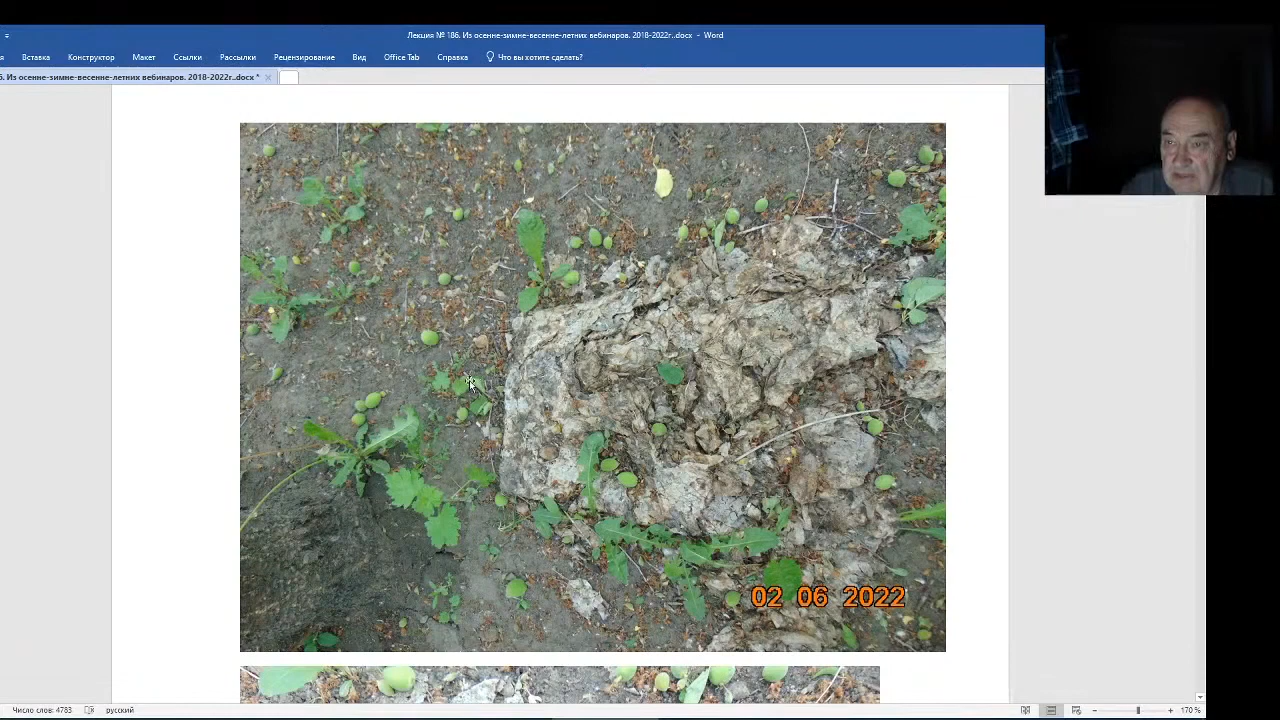 Лекция № 186. Из осенне-зимне-весенне-летних вебинаров. 2018-2022г..docx - Word
Вставка Конструктор Макет Ссылки Рассылки Рецензирование Вид Office Tab Справка Что вы хотите сделать?
6. Из осенне-зимне-весенне-летних вебинаров. 2018-2022г..docx *
02 06 2022
Число слов: 4783 русский 170 %